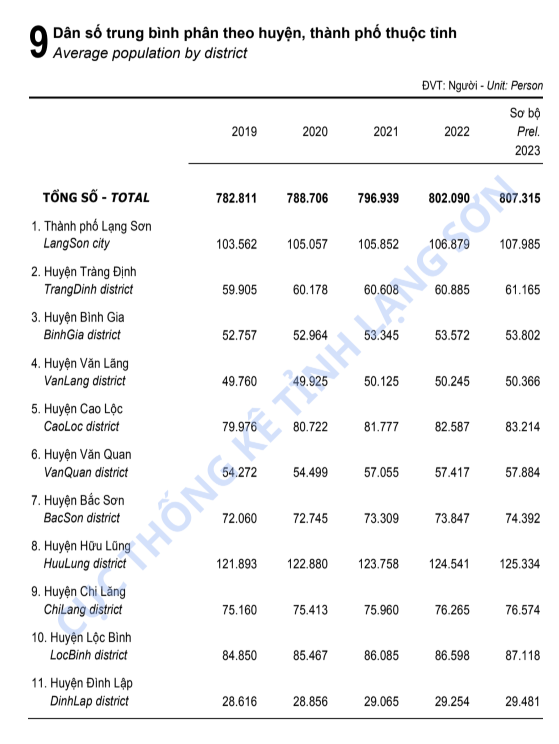 9 Dân số trung bình phân theo huyện, thành phố thuộc tỉnh
Average population by district
ĐVT: Người - Unit: Person
Sơ bộ
2019 2020 2021 2022 Prel.
2023
TỔNG SỐ - TOTAL 782.811 788.706 796.939 802.090 807.315
1. Thành phố Lạng Sơn
LangSon city 103.562 105.057 105.852 106.879 107.985
2. Huyện Tràng Định
TrangDinh district 59.905 60.178 60.608 60.885 61.165
3. Huyện Bình Gia
BinhGia district 52.757 52.964 53.345 53.572 53.802
4. Huyện Văn Lãng
VanLang district 49.760 49.925 50.125 50.245 50.366
5. Huyện Cao Lộc
CaoLoc district 79.976 80.722 81.777 82.587 83.214
6. Huyện Văn Quan
VanQuan district 54.272 54.499 57.055 57.417 57.884
7. Huyện Bắc Sơn
BacSon district 72.060 72.745 73.309 73.847 74.392
8. Huyện Hữu Lũng
HuuLung district 121.893 122.880 123.758 124.541 125.334
9. Huyện Chi Lăng
ChiLang district 75.160 75.413 75.960 76.265 76.574
10. Huyện Lộc Bình
LocBinh district 84.850 85.467 86.085 86.598 87.118
11. Huyện Đình Lập
DinhLap district 28.616 28.856 29.065 29.254 29.481
CỤC THỐNG KÊ TỈNH LẠNG SƠN